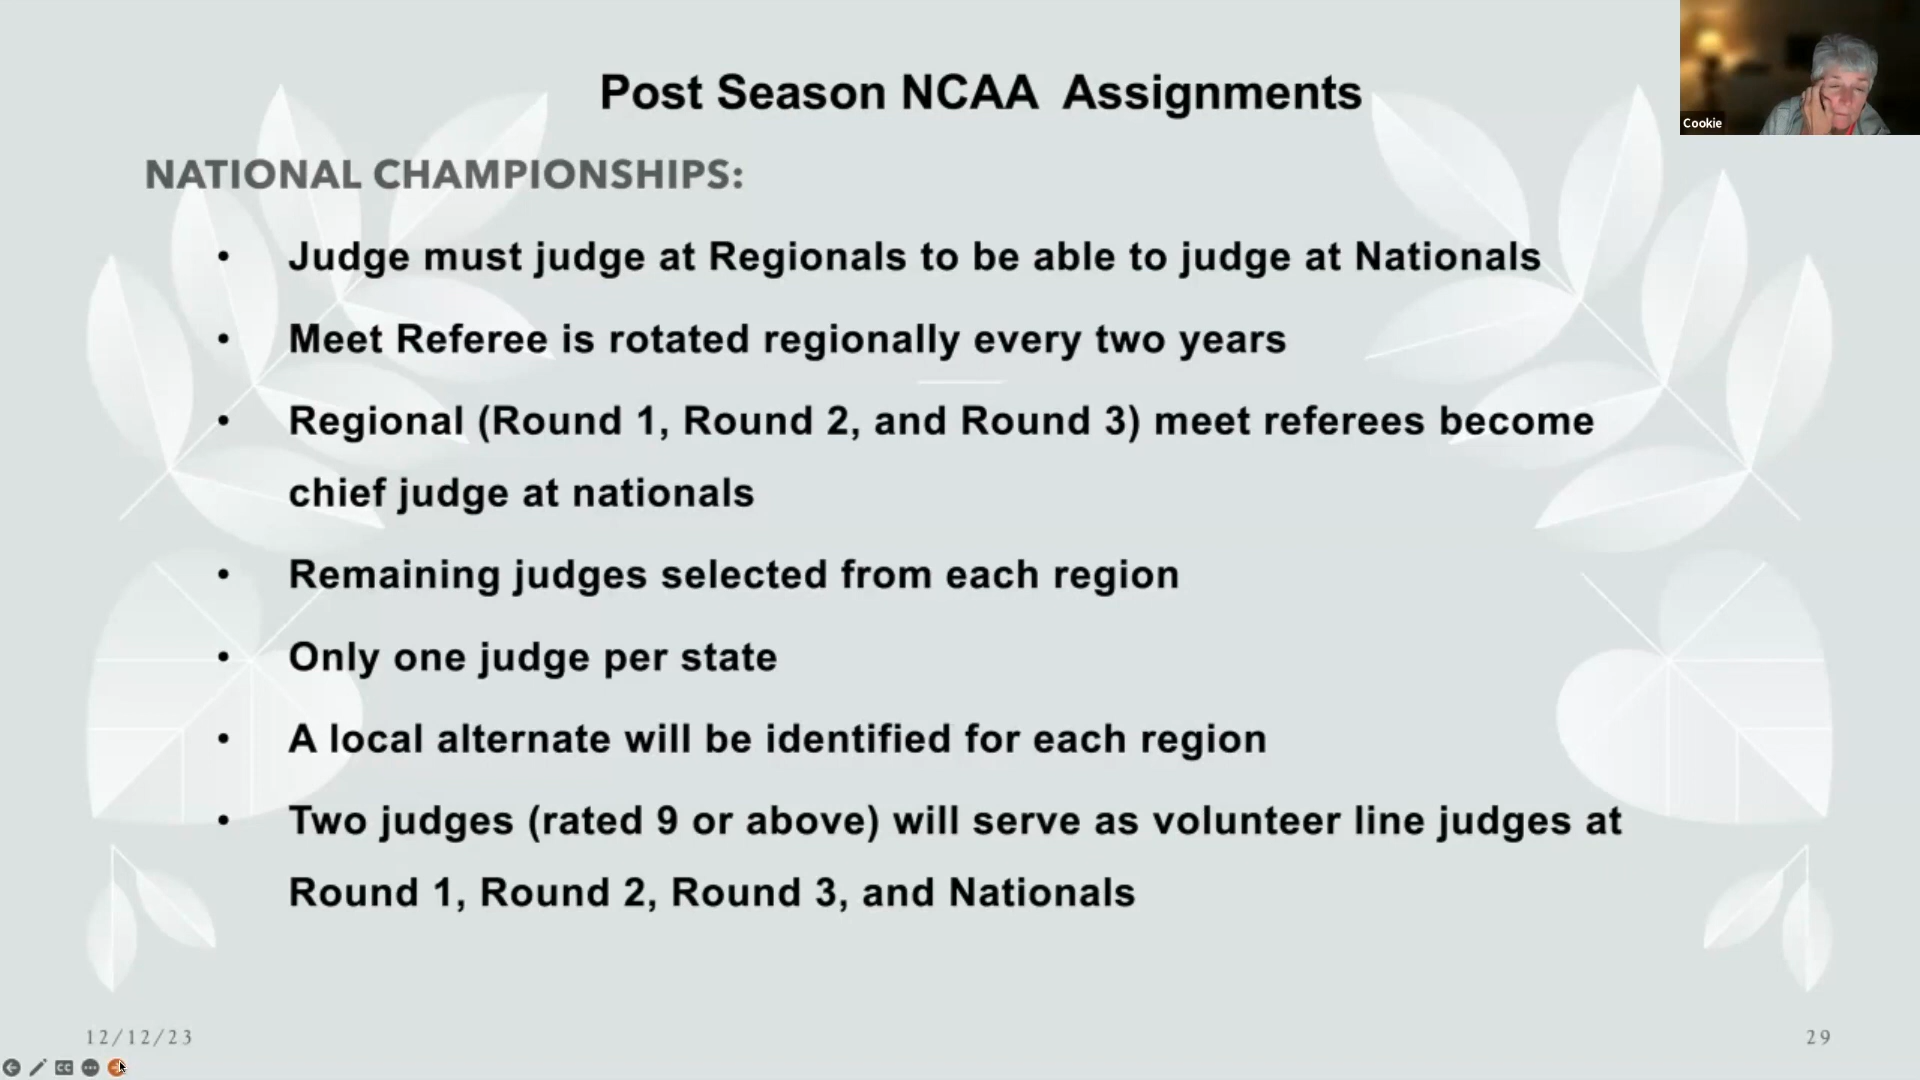 Post Season NCAA Assignments
Cookie
NATIONAL CHAMPIONSHIPS:
• Judge must judge at Regionals to be able to judge at Nationals
• Meet Referee is rotated regionally every two years
• Regional (Round 1, Round 2, and Round 3) meet referees become
chief judge at nationals
• Remaining judges selected from each region
• Only one judge per state
• A local alternate will be identified for each region
• Two judges (rated 9 or above) will serve as volunteer line judges at
Round 1, Round 2, Round 3, and Nationals
12/12/23
29
CC